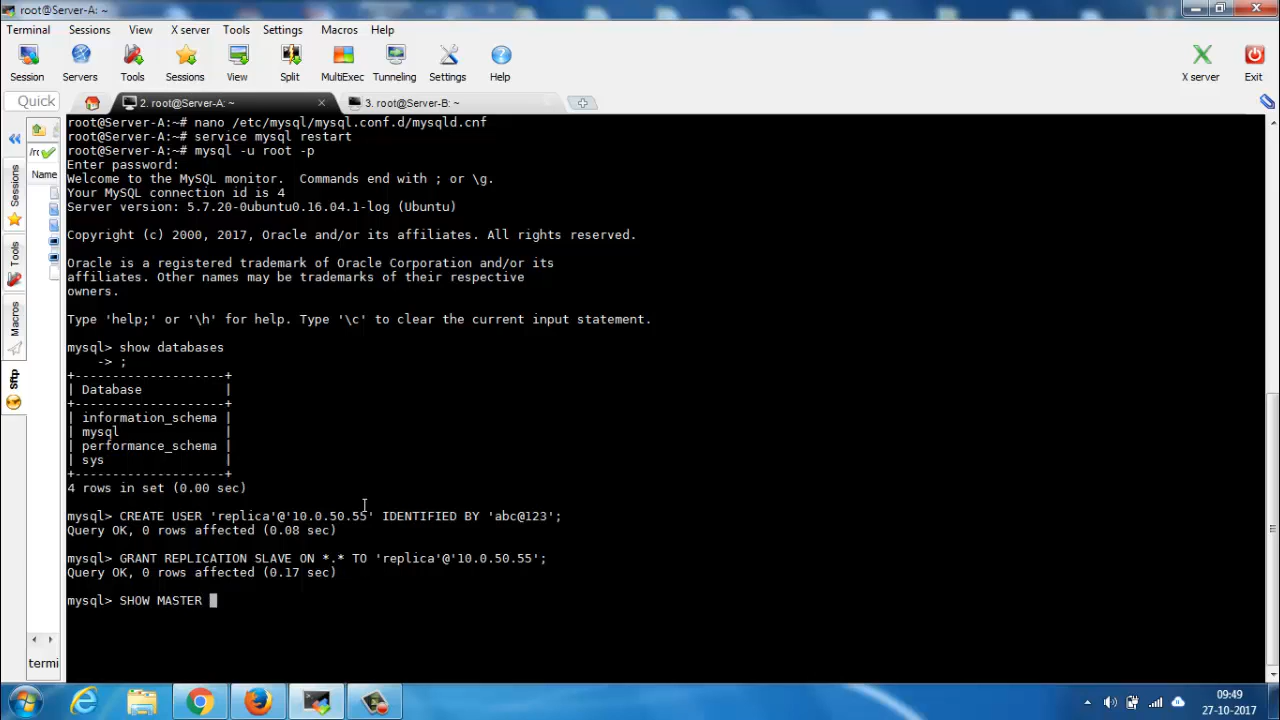 root@Server-A: ~
Terminal Sessions View X server Tools Settings Macros Help
Session Servers Tools Sessions View Split MultiExec Tunneling Settings Help X server Exit
Quick
2. root@Server-A: ~
3. root@Server-B: ~
/rc
Name
Sessions
Tools
Macros
Sftp
root@Server-A:~# nano /etc/mysql/mysql.conf.d/mysqld.cnf
root@Server-A:~# service mysql restart
root@Server-A:~# mysql -u root -p
Enter password:
Welcome to the MySQL monitor.  Commands end with ; or \g.
Your MySQL connection id is 4
Server version: 5.7.20-0ubuntu0.16.04.1-log (Ubuntu)
Copyright (c) 2000, 2017, Oracle and/or its affiliates. All rights reserved.
Oracle is a registered trademark of Oracle Corporation and/or its
affiliates. Other names may be trademarks of their respective
owners.
Type 'help;' or '\h' for help. Type '\c' to clear the current input statement.
mysql> show databases
    -> ;
+--------------------+
| Database           |
+--------------------+
| information_schema |
| mysql              |
| performance_schema |
| sys                |
+--------------------+
4 rows in set (0.00 sec)
mysql> CREATE USER 'replica'@'10.0.50.55' IDENTIFIED BY 'abc@123';
Query OK, 0 rows affected (0.08 sec)
mysql> GRANT REPLICATION SLAVE ON *.* TO 'replica'@'10.0.50.55';
Query OK, 0 rows affected (0.17 sec)
mysql> SHOW MASTER
termi
09:49
27-10-2017